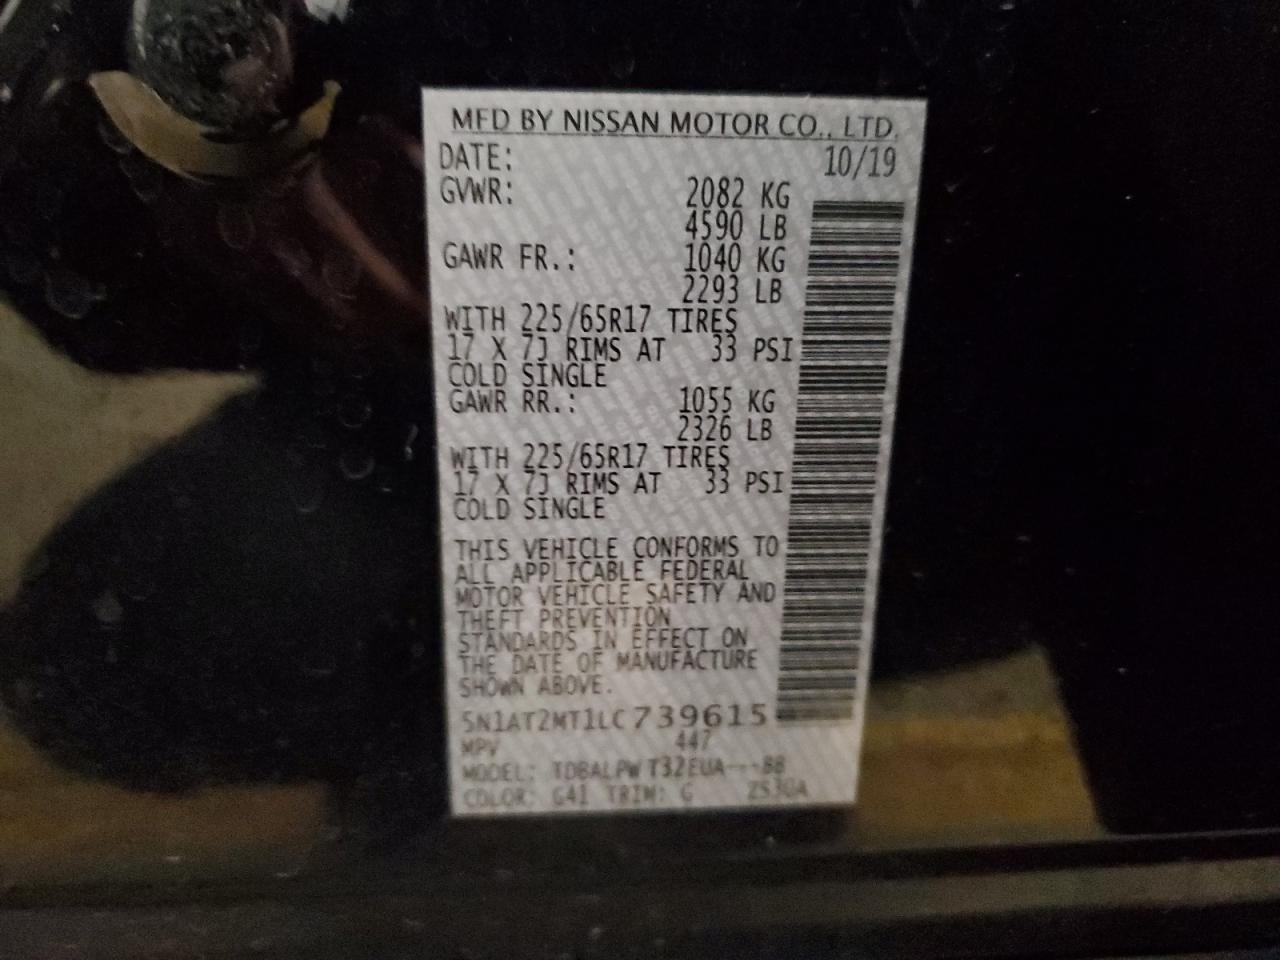 MFD BY NISSAN MOTOR CO., LTD.
DATE: 10/19
GVWR: 2082 KG
4590 LB
GAWR FR.: 1040 KG
2293 LB
WITH 225/65R17 TIRES
17 X 7J RIMS AT 33 PSI
COLD SINGLE
GAWR RR.: 1055 KG
2326 LB
WITH 225/65R17 TIRES
17 X 7J RIMS AT 33 PSI
COLD SINGLE
THIS VEHICLE CONFORMS TO
ALL APPLICABLE FEDERAL
MOTOR VEHICLE SAFETY AND
THEFT PREVENTION
STANDARDS IN EFFECT ON
THE DATE OF MANUFACTURE
SHOWN ABOVE.
5N1AT2MT1LC739615
MPV 447
MODEL: TDBALPW T32EUA---BB
COLOR: G41 TRIM: G